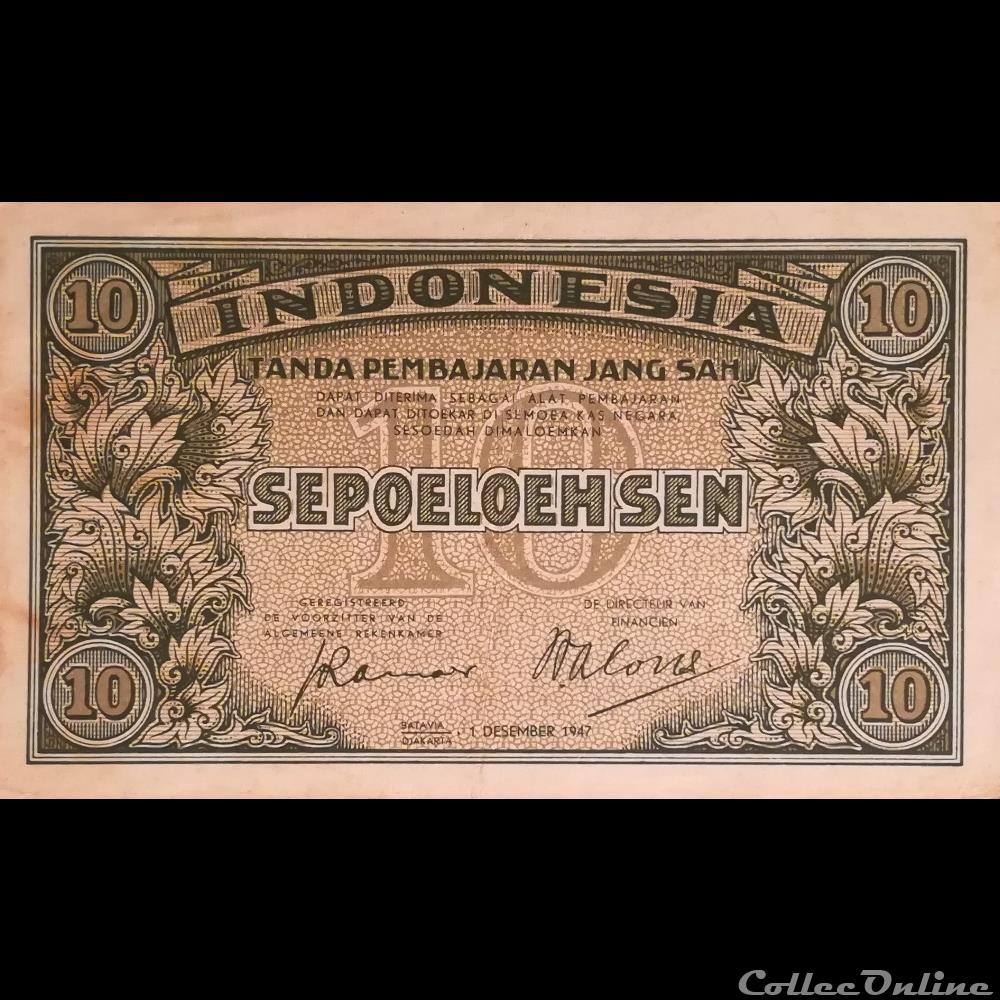 10 10
INDONESIA
TANDA PEMBAJARAN JANG SAH
DAPAT DITERIMA SEBAGAI ALAT PEMBAJARAN
DAN DAPAT DITOEKAR DI SEMOEA KAS NEGARA
SESOEDAH DIMALOEMKAN
10
SEPOELOEH SEN
GEREGISTREERD,
DE VOORZITTER VAN DE
ALGEMEENE REKENKAMER
DE DIRECTEUR VAN
FINANCIEN
10 10
BATAVIA
DJAKARTA, 1 DESEMBER 1947
CollecOnline